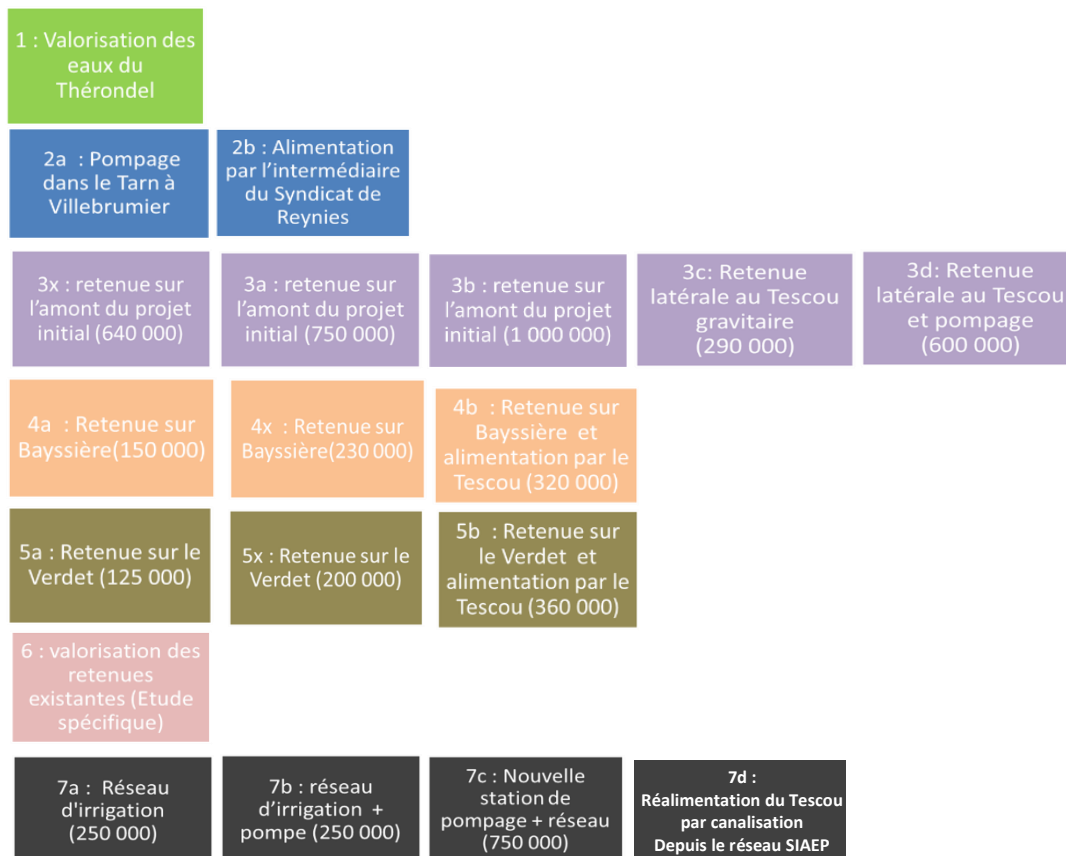 1 : Valorisation des
eaux du
Thérondel
2a : Pompage
dans le Tarn à
Villebrumier
2b : Alimentation
par l'intermédiaire
du Syndicat de
Reynies
3x : retenue sur
l'amont du projet
initial (640 000)
3a : retenue sur
l'amont du projet
initial (750 000)
3b : retenue sur
l'amont du projet
initial (1 000 000)
3c: Retenue
latérale au Tescou
gravitaire
(290 000)
3d: Retenue
latérale au Tescou
et pompage
(600 000)
4a : Retenue sur
Bayssière(150 000)
4x : Retenue sur
Bayssière(230 000)
4b : Retenue sur
Bayssière et
alimentation par le
Tescou (320 000)
5a : Retenue sur le
Verdet (125 000)
5x : Retenue sur le
Verdet (200 000)
5b : Retenue sur
le Verdet et
alimentation par le
Tescou (360 000)
6 : valorisation des
retenues
existantes (Etude
spécifique)
7a : Réseau
d'irrigation
(250 000)
7b : réseau
d'irrigation +
pompe (250 000)
7c : Nouvelle
station de
pompage + réseau
(750 000)
7d :
Réalimentation du Tescou
par canalisation
Depuis le réseau SIAEP